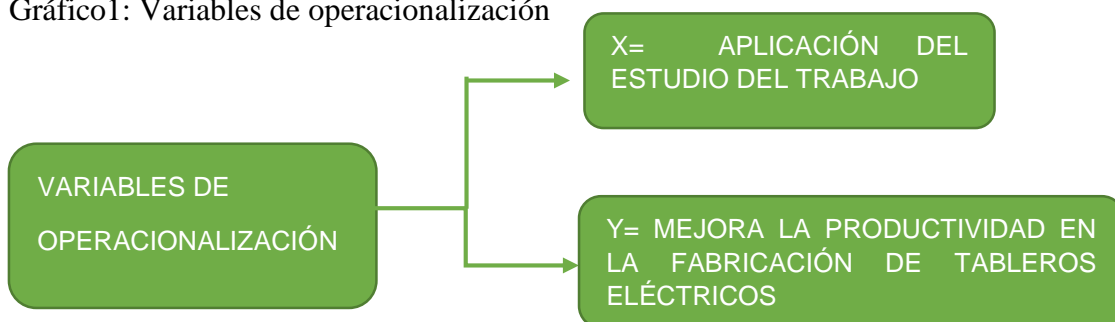 Gráfico1: Variables de operacionalización
X= APLICACIÓN DEL
ESTUDIO DEL TRABAJO
VARIABLES DE
OPERACIONALIZACIÓN
Y= MEJORA LA PRODUCTIVIDAD EN
LA FABRICACIÓN DE TABLEROS
ELÉCTRICOS